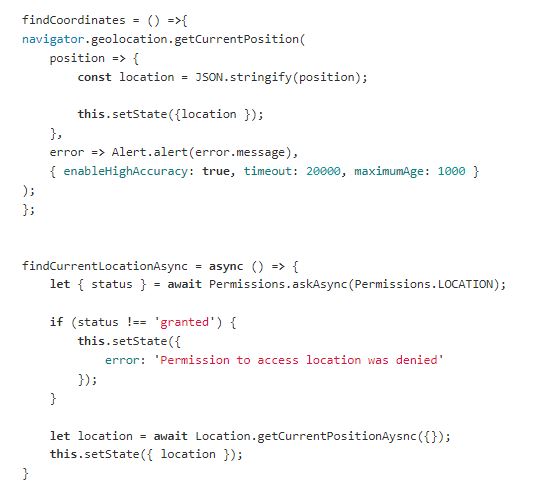 findCoordinates = () =>{
navigator.geolocation.getCurrentPosition(
    position => {
        const location = JSON.stringify(position);

        this.setState({location });
    },
    error => Alert.alert(error.message),
    { enableHighAccuracy: true, timeout: 20000, maximumAge: 1000 }
);
};


findCurrentLocationAsync = async () => {
    let { status } = await Permissions.askAsync(Permissions.LOCATION);

    if (status !== 'granted') {
        this.setState({
            error: 'Permission to access location was denied'
        });
    }

    let location = await Location.getCurrentPositionAysnc({});
    this.setState({ location });
}